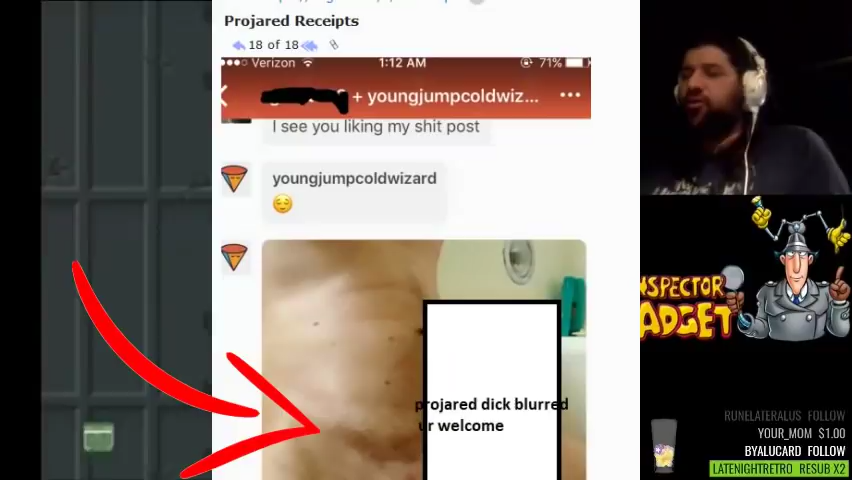 Projared Receipts
18 of 18
Verizon
1:12 AM
71%
+ youngjumpcoldwiz...
I see you liking my shit post
youngjumpcoldwizard
projared dick blurred
ur welcome
NSPECTOR
ADGET
RUNELATERALUS FOLLOW
YOUR_MOM $1.00
BYALUCARD FOLLOW
LATENIGHTRETRO RESUB X2